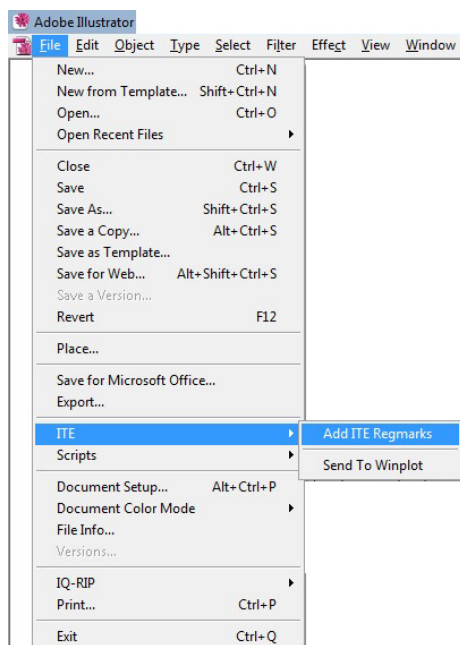 Adobe Illustrator
File Edit Object Type Select Filter Effect View Window
New... Ctrl+N
New from Template... Shift+Ctrl+N
Open... Ctrl+O
Open Recent Files
Close Ctrl+W
Save Ctrl+S
Save As... Shift+Ctrl+S
Save a Copy... Alt+Ctrl+S
Save as Template...
Save for Web... Alt+Shift+Ctrl+S
Save a Version...
Revert F12
Place...
Save for Microsoft Office...
Export...
ITE
Add ITE Regmarks
Scripts
Send To Winplot
Document Setup... Alt+Ctrl+P
Document Color Mode
File Info...
Versions...
IQ-RIP
Print... Ctrl+P
Exit Ctrl+Q